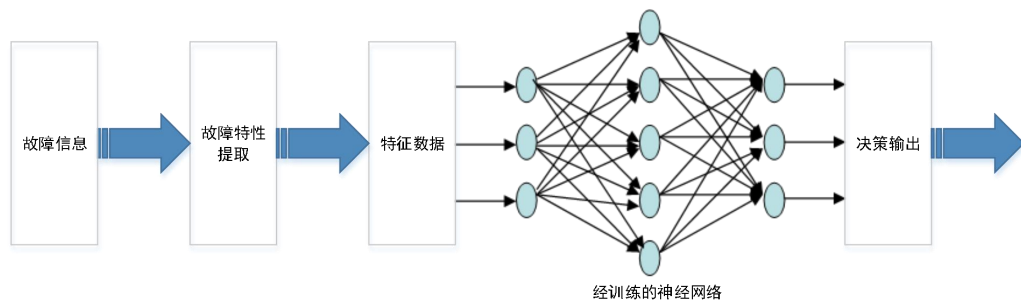 故障信息
故障特性
提取
特征数据
决策输出
经训练的神经网络